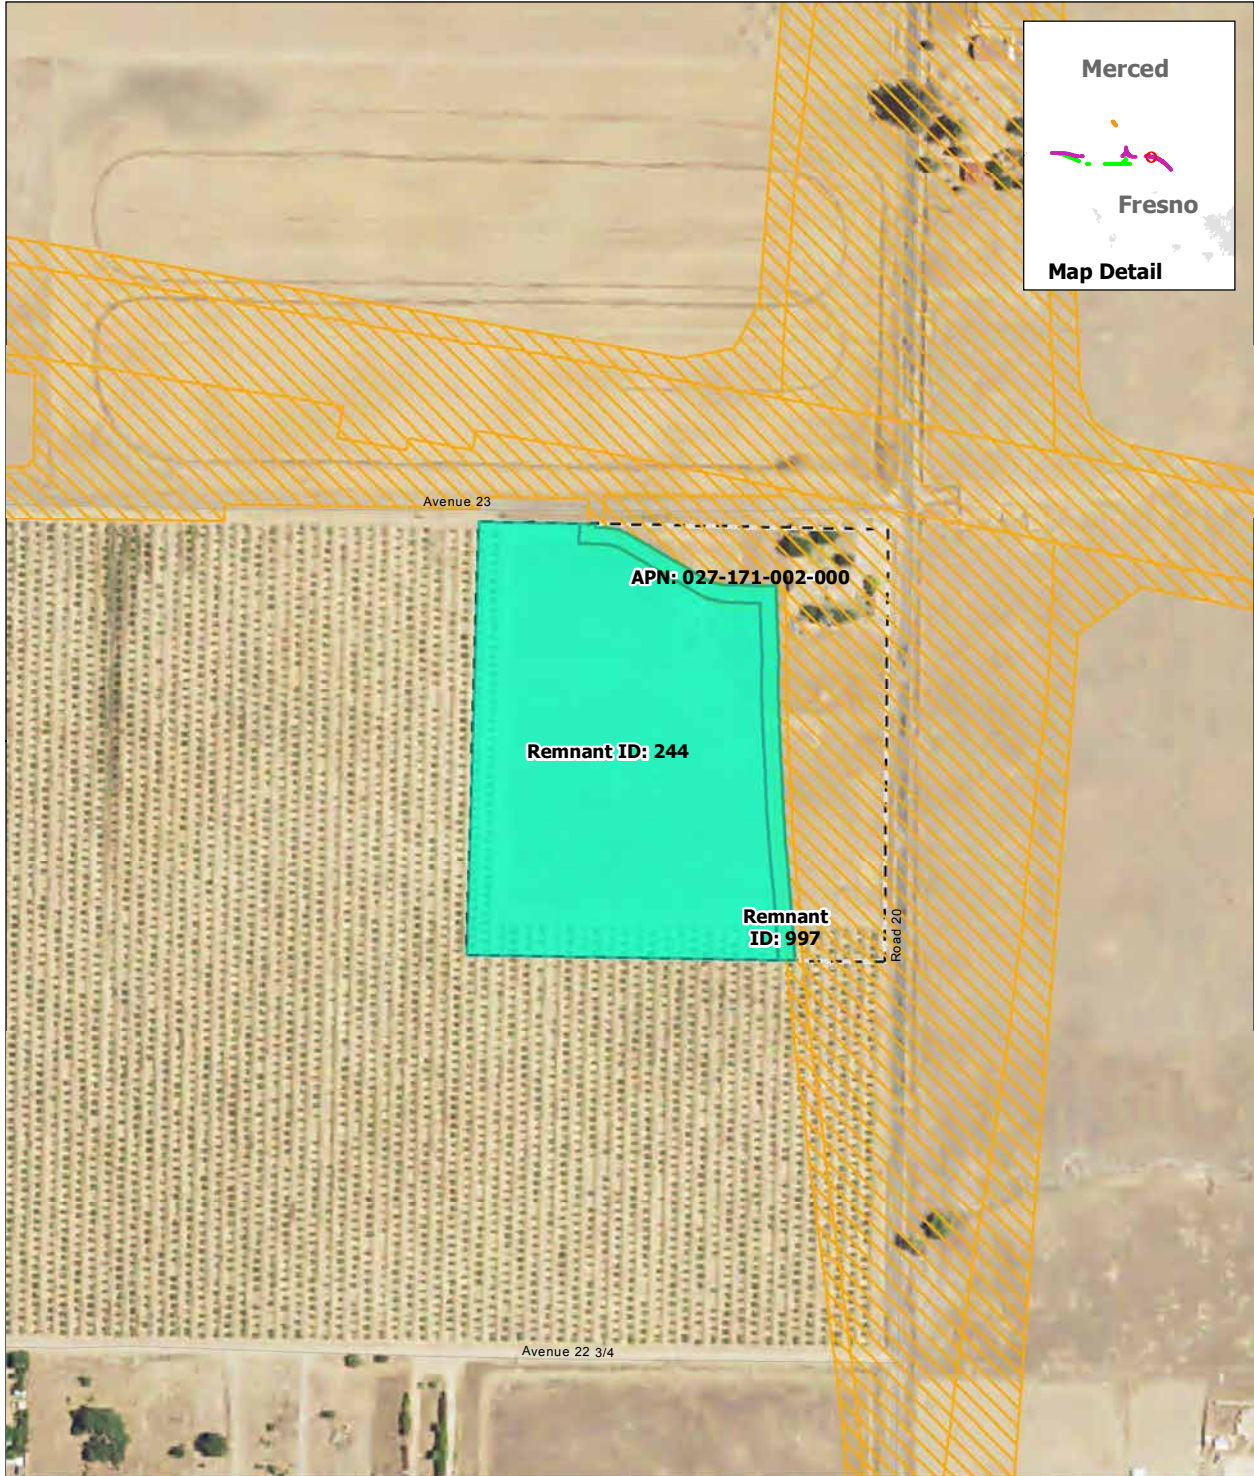 Merced
Fresno
Map Detail
Avenue 23
APN: 027-171-002-000
Remnant ID: 244
Remnant
ID: 997
Road 20
Avenue 22 3/4